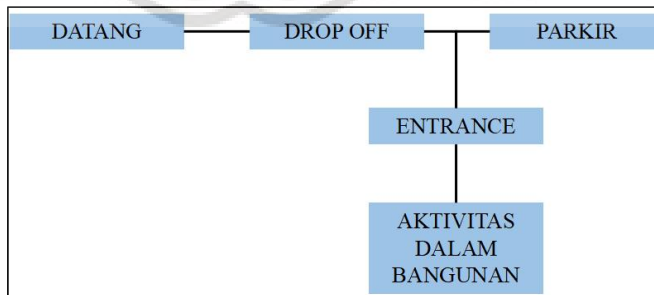 DATANG
DROP OFF
PARKIR
ENTRANCE
AKTIVITAS
DALAM
BANGUNAN